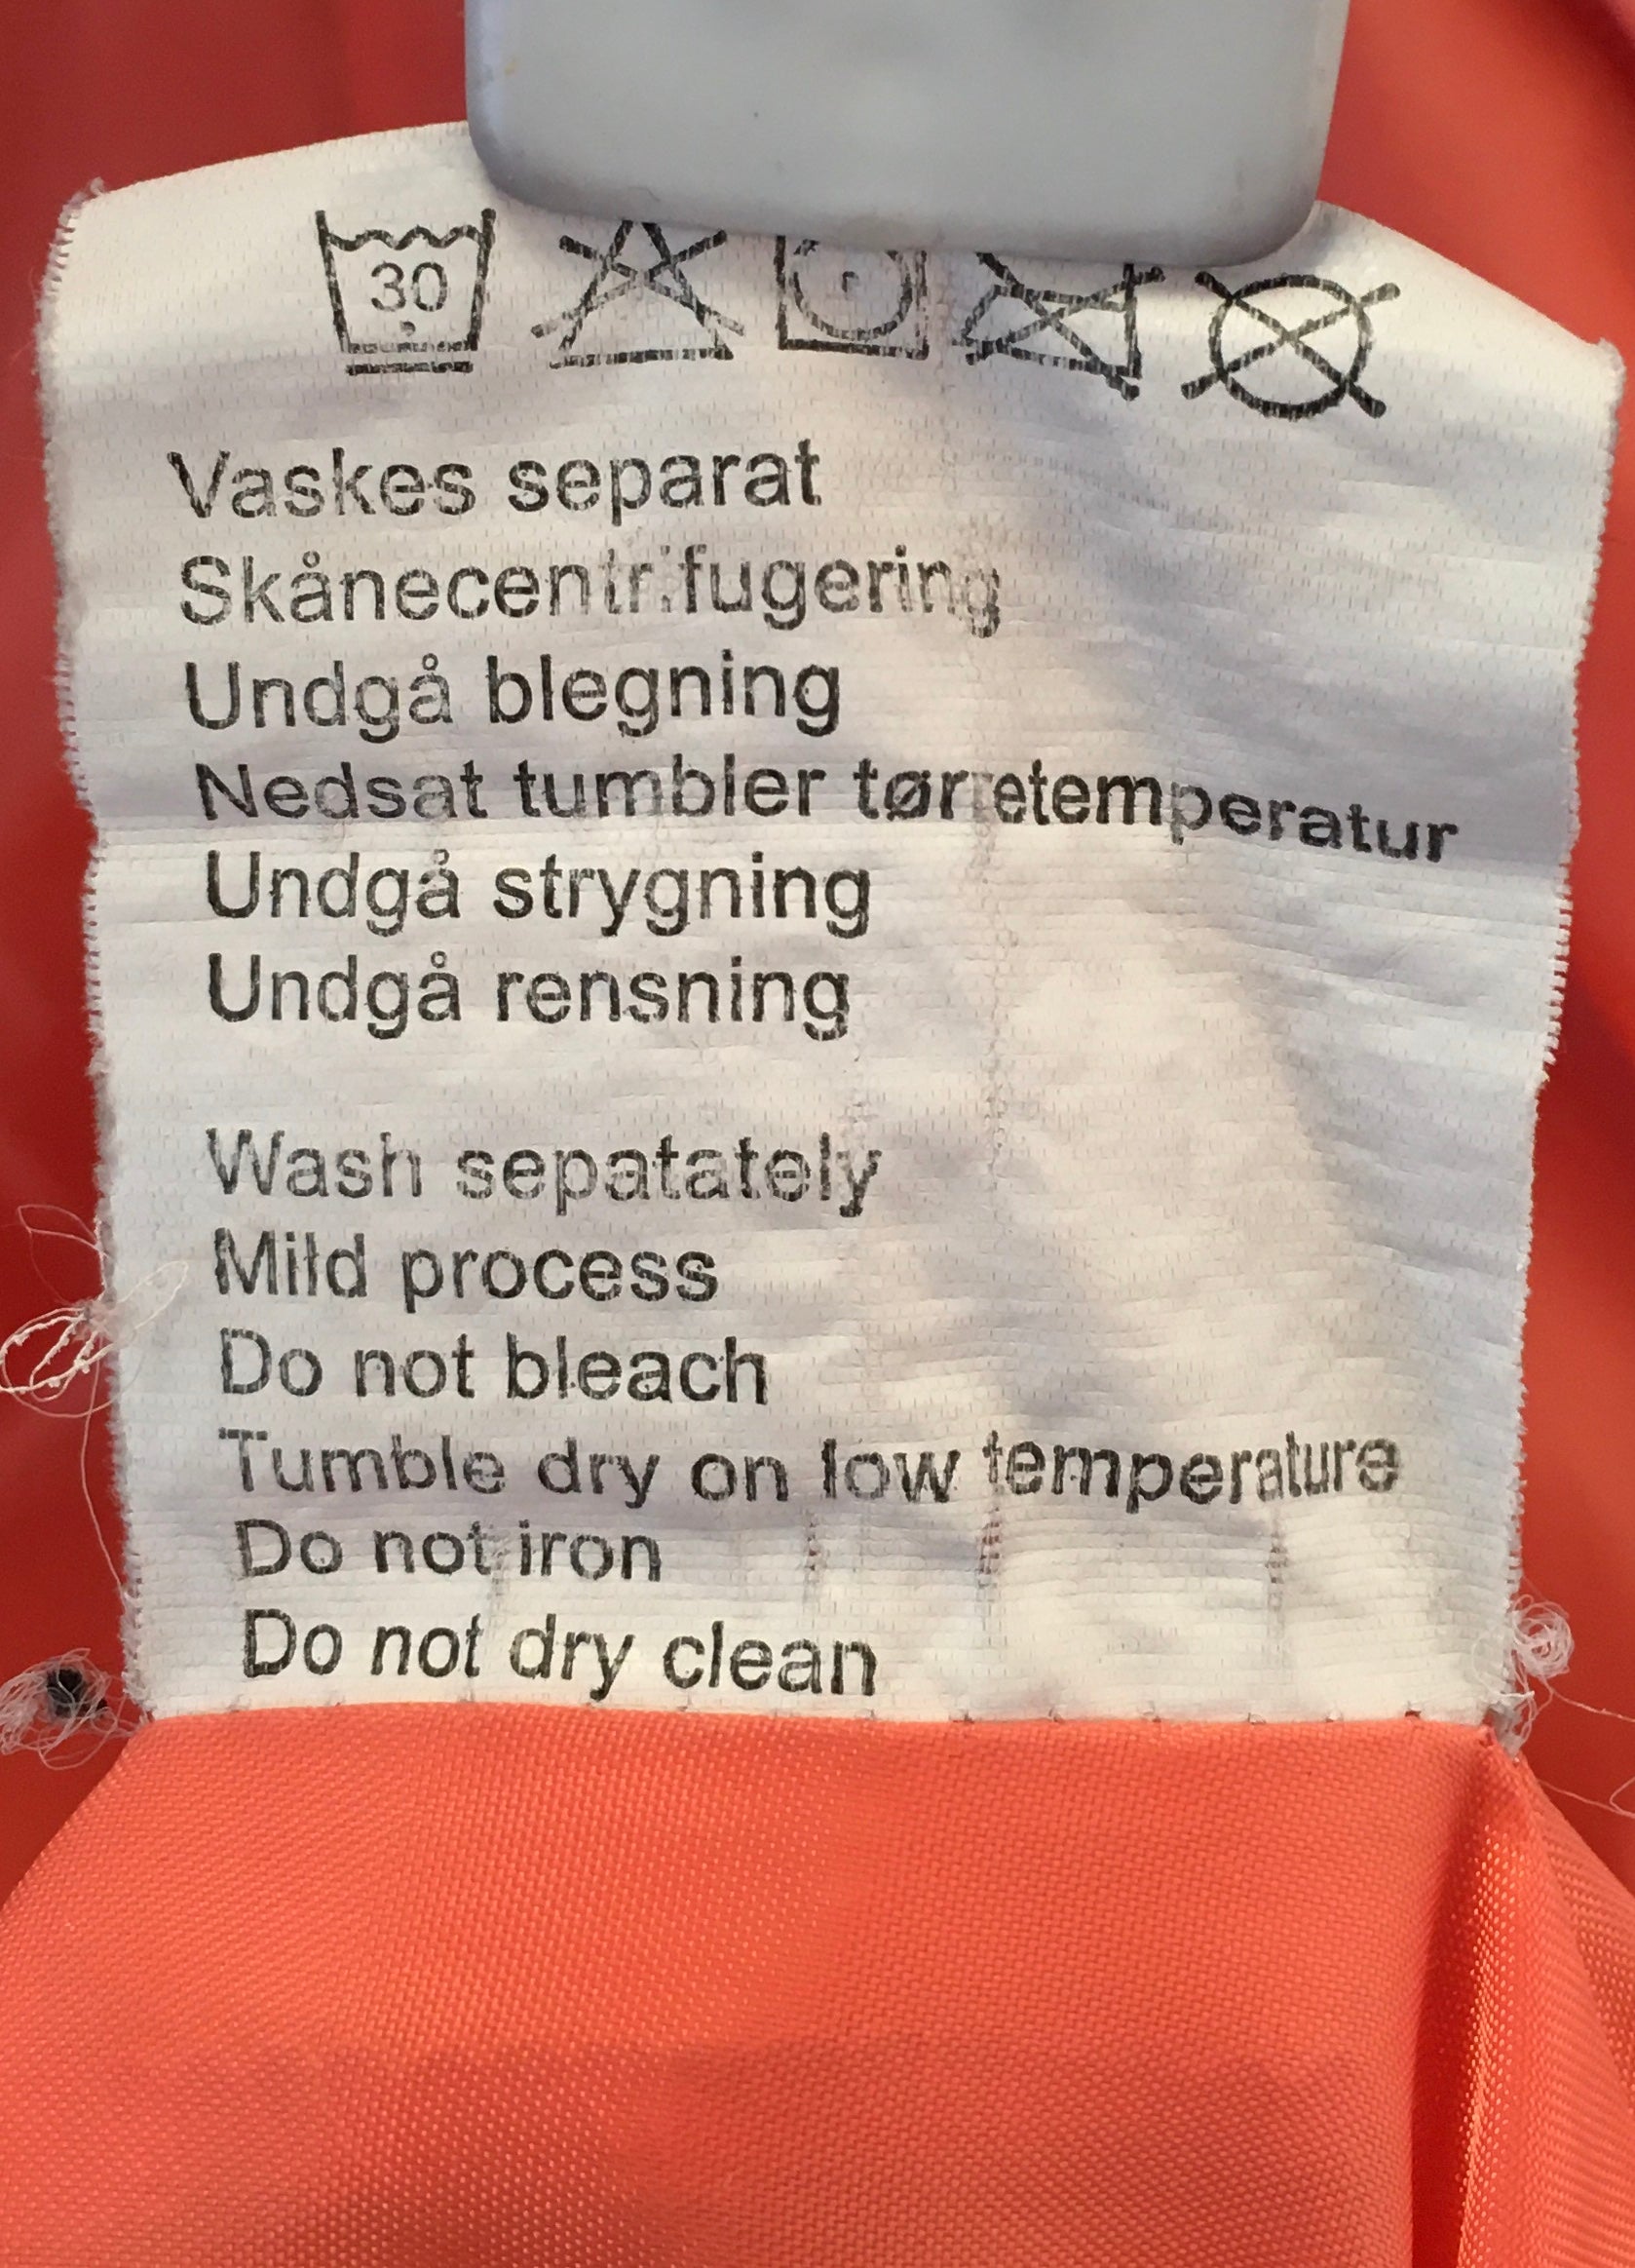 30
Vaskes separat
Skånecentrifugering
Undgå blegning
Nedsat tumbler tørretemperatur
Undgå strygning
Undgå rensning
Wash sepatately
Mild process
Do not bleach
Tumble dry on low temperature
Do not iron
Do not dry clean